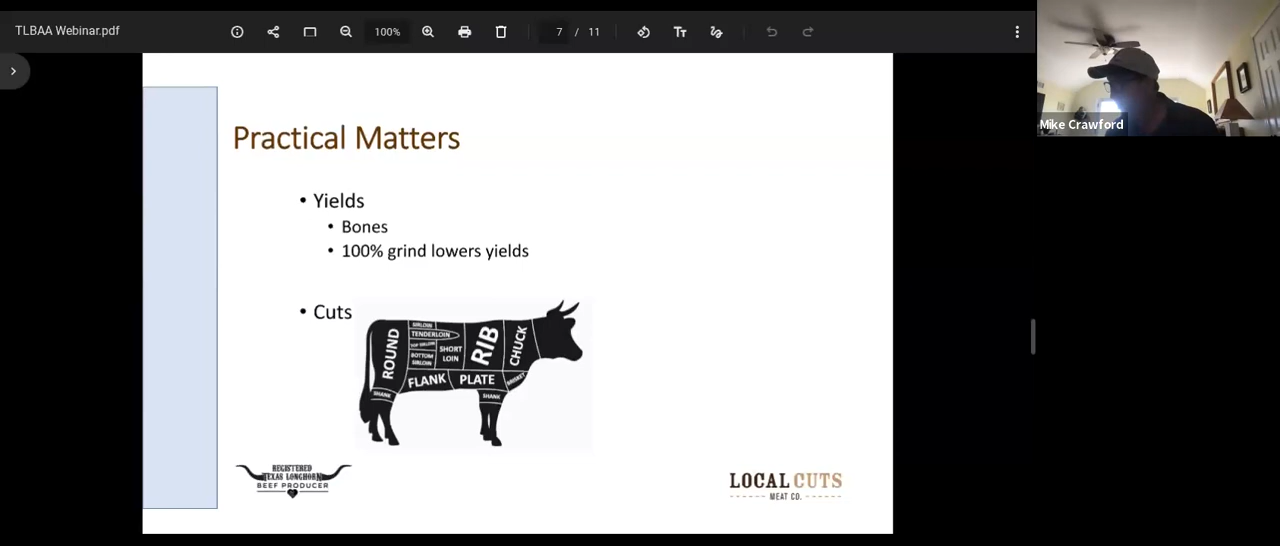 TLBAA Webinar.pdf
100%
7 / 11
Mike Crawford
Practical Matters
• Yields
• Bones
• 100% grind lowers yields
• Cuts
ROUND
SIRLOIN
TENDERLOIN
TOP SIRLOIN
BOTTOM
SIRLOIN
SHORT
LOIN
RIB
CHUCK
FLANK
PLATE
BRISKET
SHANK
SHANK
REGISTERED
TEXAS LONGHORN
BEEF PRODUCER
LOCAL CUTS
MEAT CO.